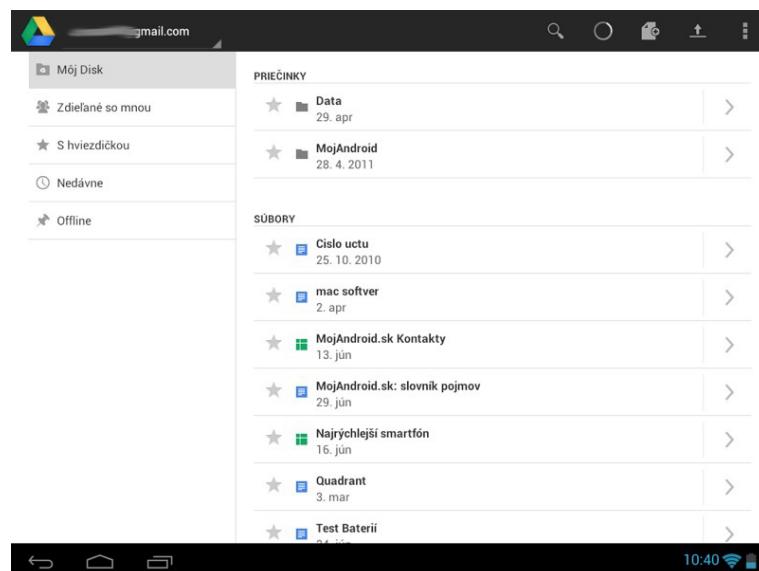 gmail.com
Môj Disk
Zdieľané so mnou
S hviezdičkou
Nedávne
Offline
PRIEČINKY
Data
29. apr
MojAndroid
28. 4. 2011
SÚBORY
Cislo uctu
25. 10. 2010
mac softver
2. apr
MojAndroid.sk Kontakty
13. jún
MojAndroid.sk: slovník pojmov
29. jún
Najrýchlejší smartfón
16. jún
Quadrant
3. mar
Test Baterií
10:40